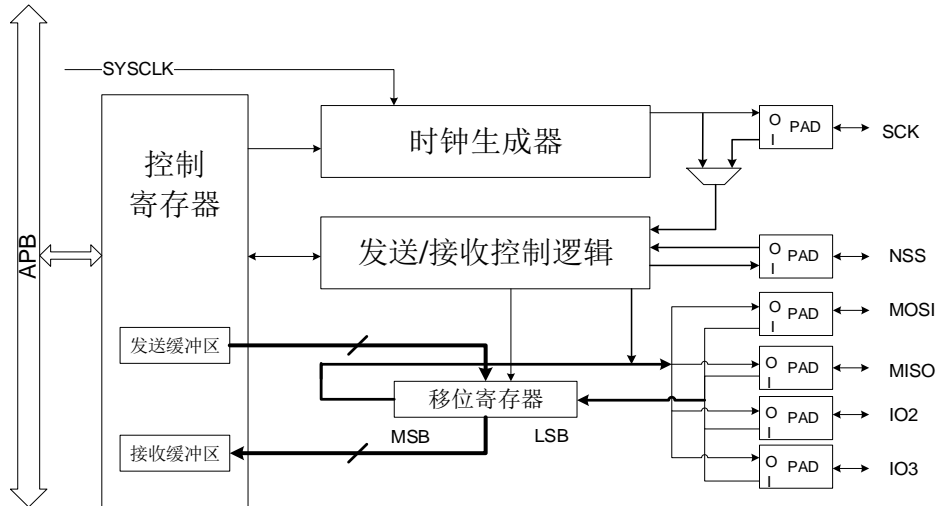 APB
SYSCLK
控制
寄存器
时钟生成器
O
I
PAD
SCK
发送/接收控制逻辑
O
I
PAD
NSS
O
I
PAD
MOSI
发送缓冲区
O
I
PAD
MISO
移位寄存器
MSB
LSB
O
I
PAD
IO2
接收缓冲区
O
I
PAD
IO3